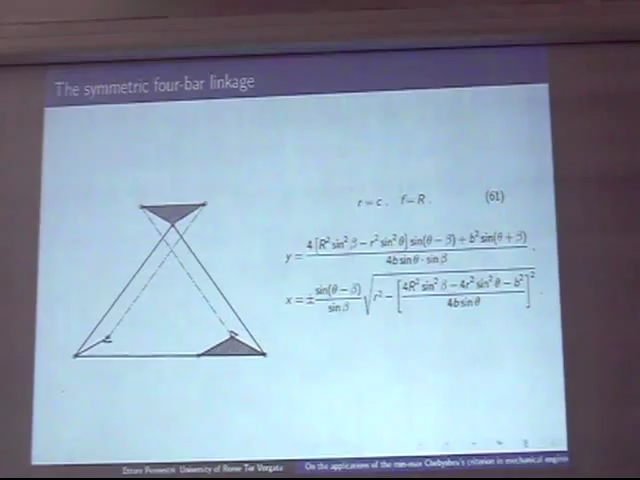 The symmetric four-bar linkage
r = c , f = R . (61)
y = 4 [R² sin² β − r² sin² θ] sin(θ − β) + b² sin(θ + β) / 4b sin θ · sin β .
x = ± sin(θ − β) / sin β √ r² − [ 4R² sin² β − 4r² sin² θ − b² / 4b sin θ ]² .
Ettore Pennestrì University of Rome Tor Vergata On the applications of the min-max Chebyshev's criterion in mechanical engine